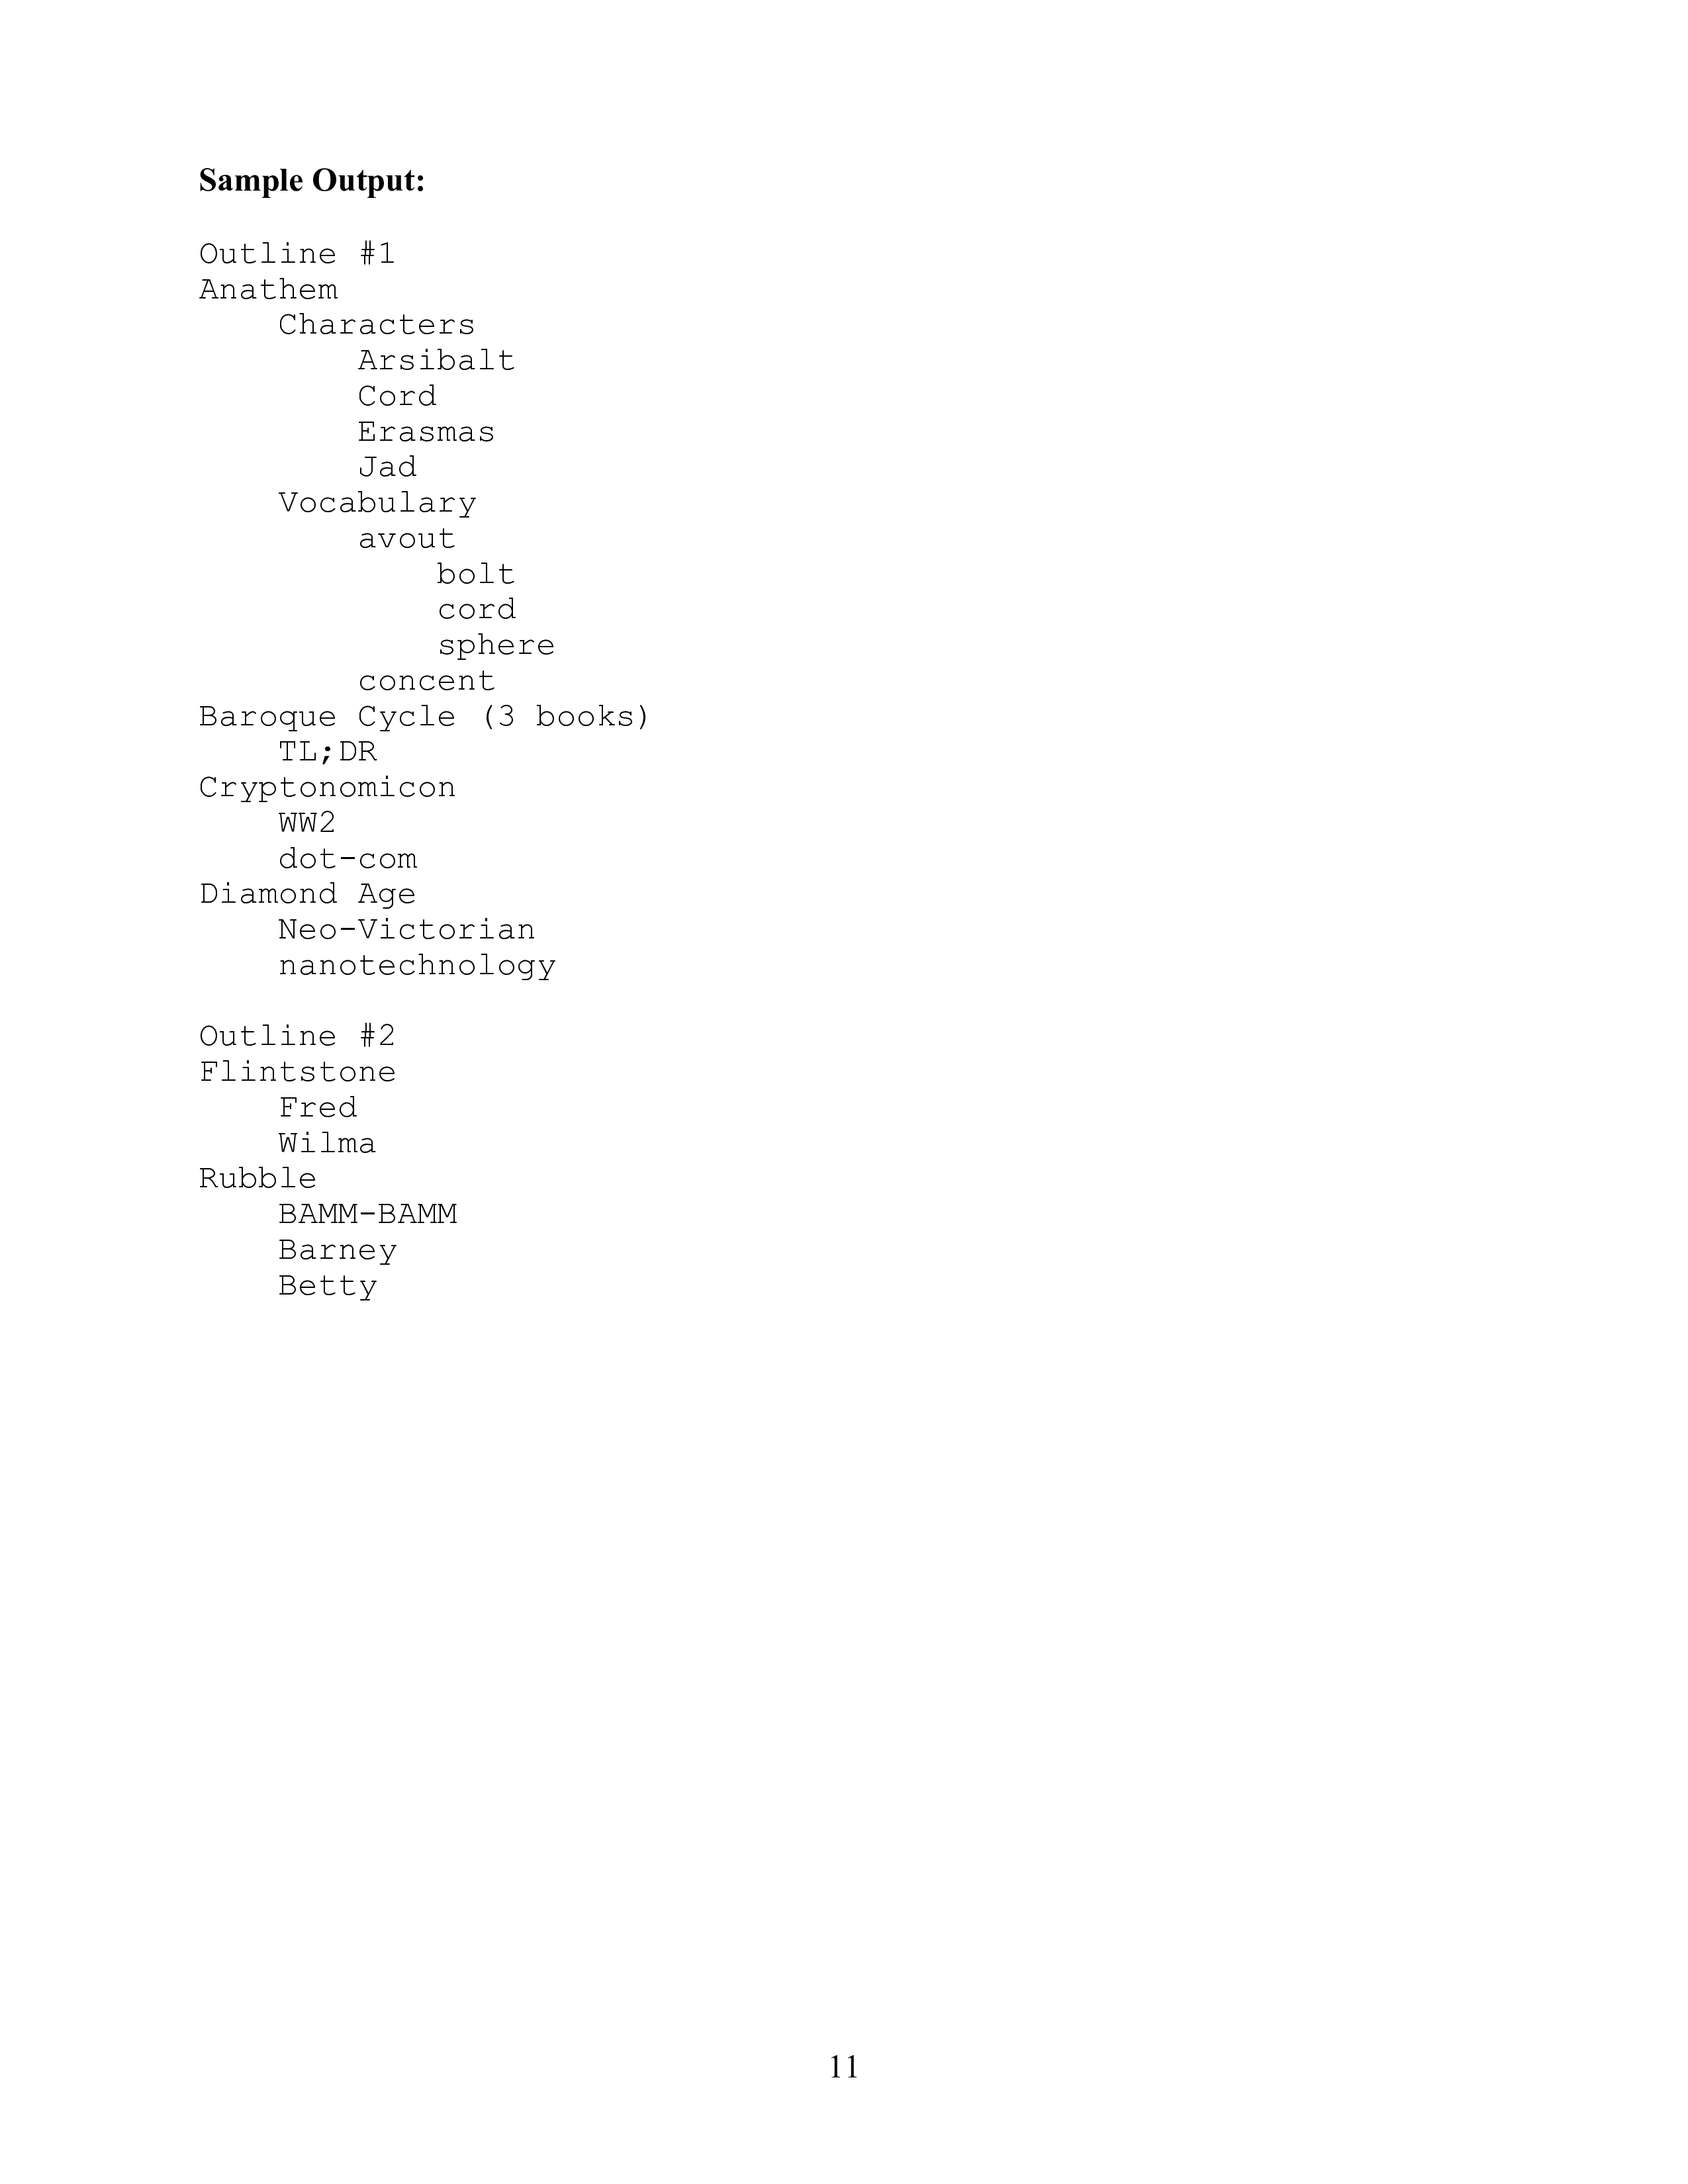 Sample Output:
Outline #1
Anathem
    Characters
        Arsibalt
        Cord
        Erasmas
        Jad
    Vocabulary
        avout
            bolt
            cord
            sphere
        concent
Baroque Cycle (3 books)
    TL;DR
Cryptonomicon
    WW2
    dot-com
Diamond Age
    Neo-Victorian
    nanotechnology
Outline #2
Flintstone
    Fred
    Wilma
Rubble
    BAMM-BAMM
    Barney
    Betty
11